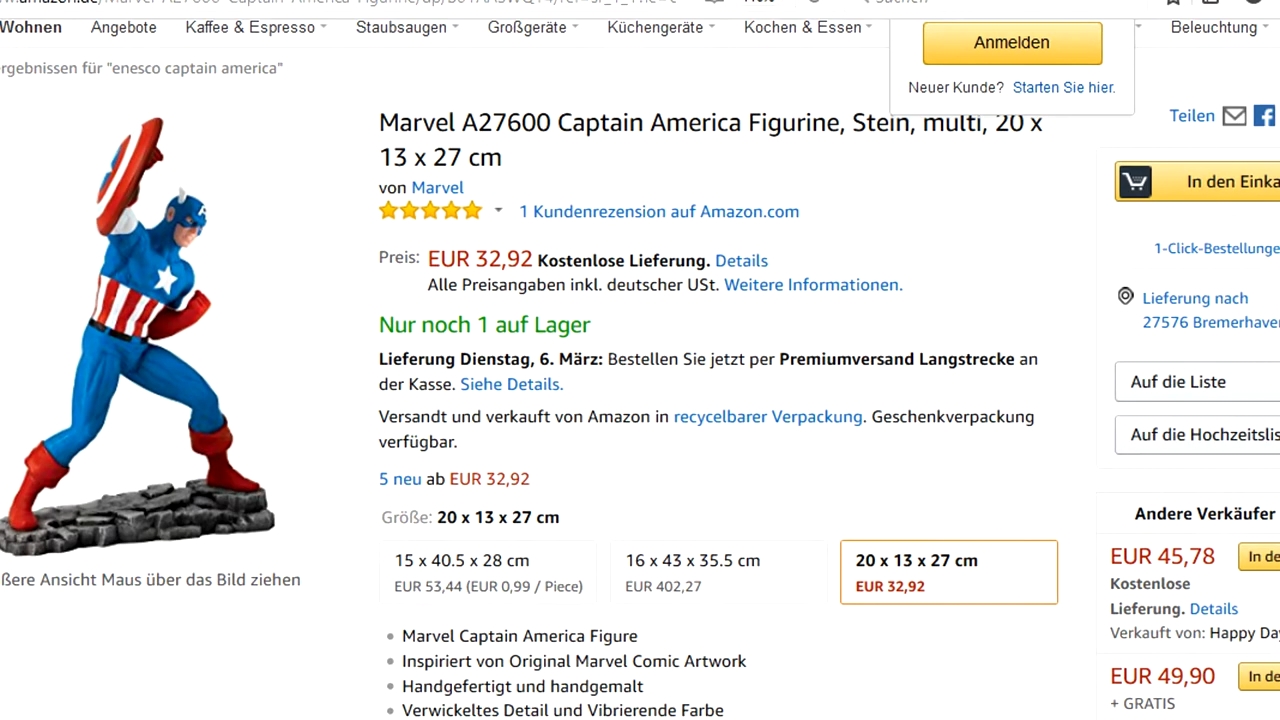 Wohnen Angebote Kaffee & Espresso Staubsaugen Großgeräte Küchengeräte Kochen & Essen Beleuchtung
Anmelden
Neuer Kunde? Starten Sie hier.
ergebnissen für "enesco captain america"
Marvel A27600 Captain America Figurine, Stein, multi, 20 x
13 x 27 cm
von Marvel
1 Kundenrezension auf Amazon.com
Preis: EUR 32,92 Kostenlose Lieferung. Details
Alle Preisangaben inkl. deutscher USt. Weitere Informationen.
Nur noch 1 auf Lager
Lieferung Dienstag, 6. März: Bestellen Sie jetzt per Premiumversand Langstrecke an
der Kasse. Siehe Details.
Versandt und verkauft von Amazon in recycelbarer Verpackung. Geschenkverpackung
verfügbar.
5 neu ab EUR 32,92
Größe: 20 x 13 x 27 cm
15 x 40.5 x 28 cm
EUR 53,44 (EUR 0,99 / Piece)
16 x 43 x 35.5 cm
EUR 402,27
20 x 13 x 27 cm
EUR 32,92
Marvel Captain America Figure
Inspiriert von Original Marvel Comic Artwork
Handgefertigt und handgemalt
Verwickeltes Detail und Vibrierende Farbe
ßere Ansicht Maus über das Bild ziehen
Teilen
In den Einka
1-Click-Bestellunge
Lieferung nach
27576 Bremerhaven
Auf die Liste
Auf die Hochzeitslis
Andere Verkäufer
EUR 45,78 In de
Kostenlose
Lieferung. Details
Verkauft von: Happy Day
EUR 49,90 In de
+ GRATIS